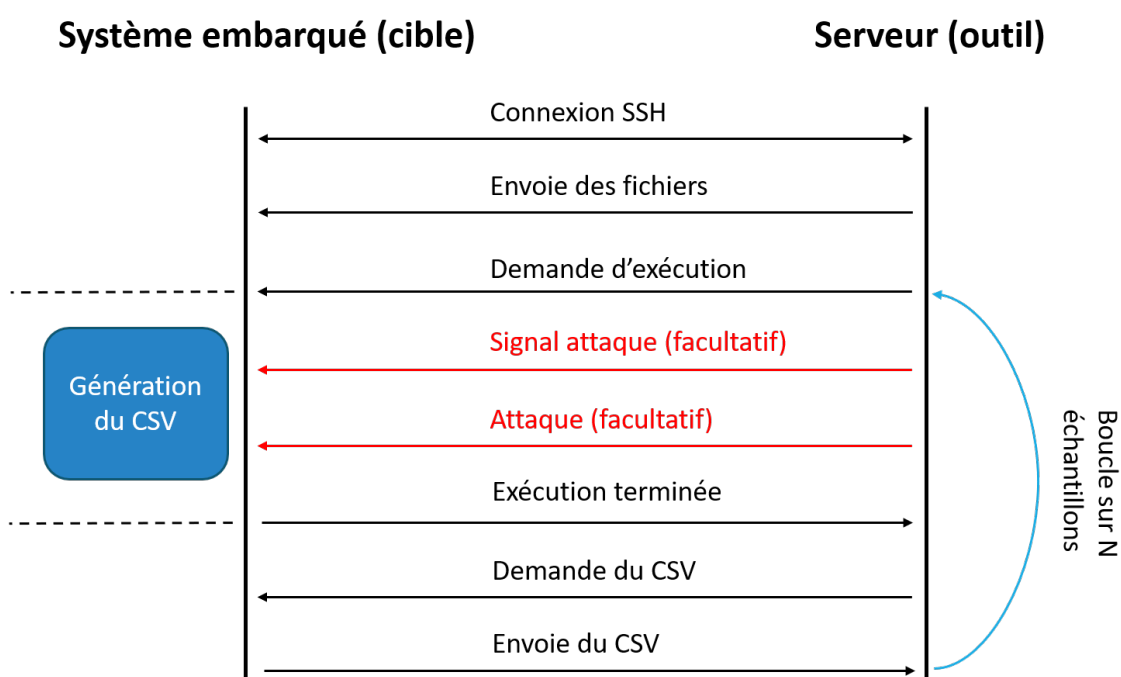 Système embarqué (cible)
Serveur (outil)
Connexion SSH
Envoie des fichiers
Demande d’exécution
Signal attaque (facultatif)
Génération
du CSV
Attaque (facultatif)
Boucle sur N
échantillons
Exécution terminée
Demande du CSV
Envoie du CSV